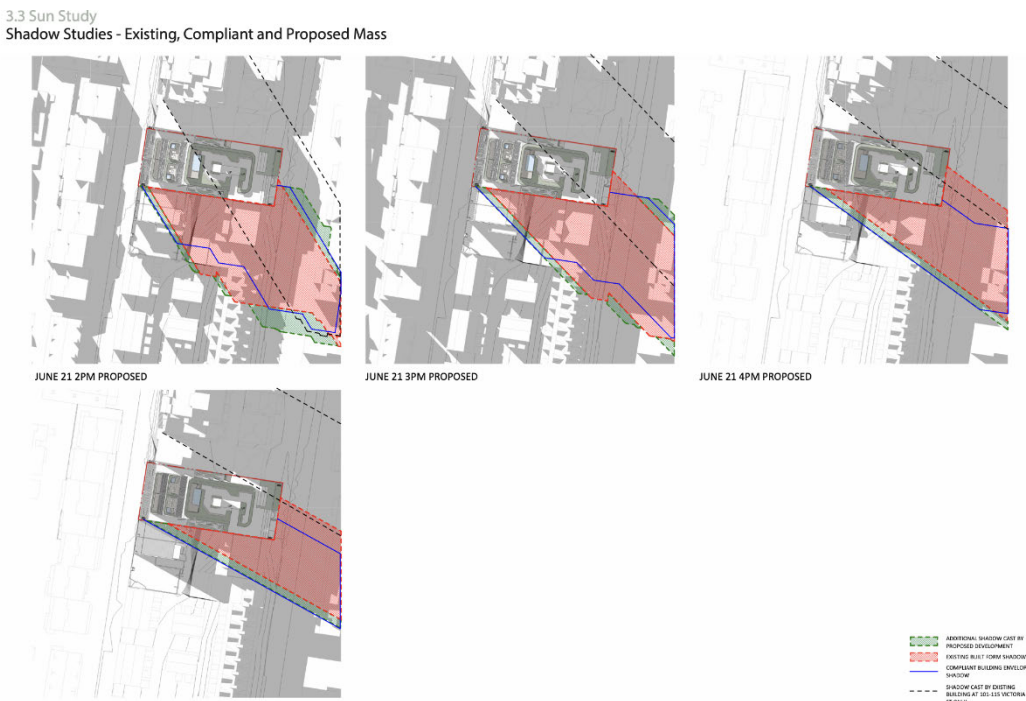 3.3 Sun Study
Shadow Studies - Existing, Compliant and Proposed Mass
JUNE 21 2PM PROPOSED
JUNE 21 3PM PROPOSED
JUNE 21 4PM PROPOSED
ADDITIONAL SHADOW CAST BY
PROPOSED DEVELOPMENT
EXISTING BUILT FORM SHADOW
COMPLIANT BUILDING ENVELOP
SHADOW
SHADOW CAST BY EXISTING
BUILDING AT 101-115 VICTORIA